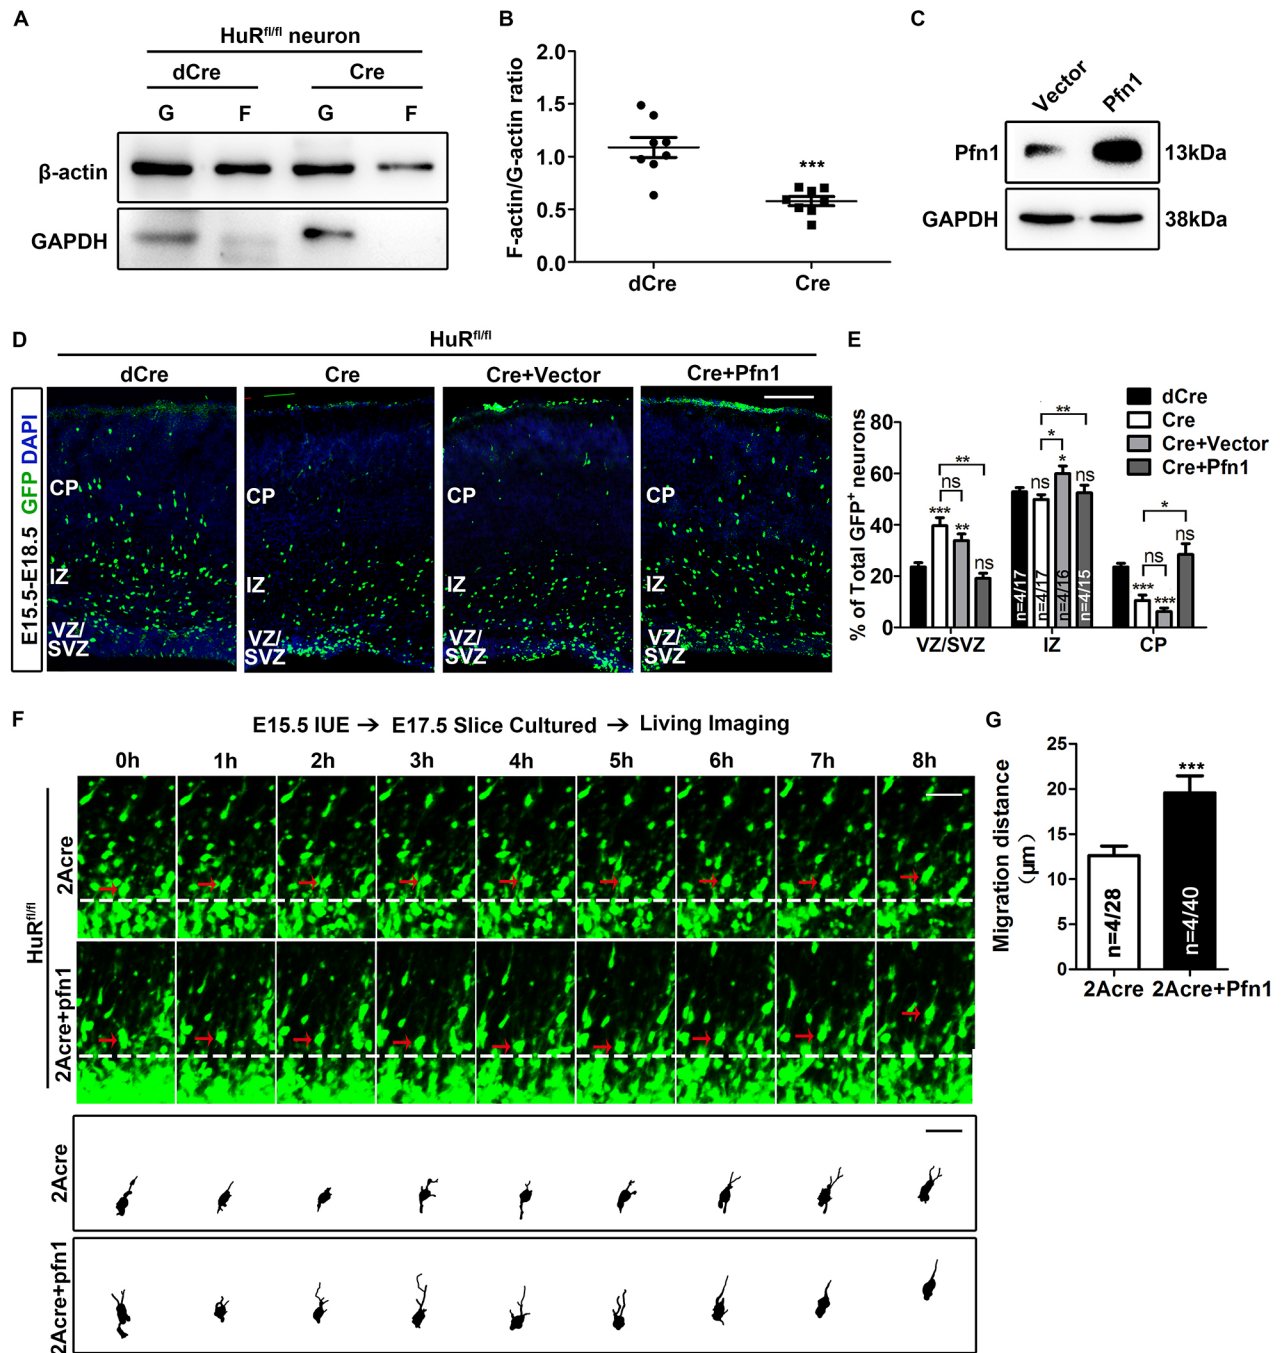 A
HuRfl/fl neuron
dCre Cre
G F G F
β-actin
GAPDH
B
F-actin/G-actin ratio
2.0
1.5
1.0
0.5
0.0
***
dCre Cre
C
Vector Pfn1
Pfn1 13kDa
GAPDH 38kDa
D
HuRfl/fl
dCre Cre Cre+Vector Cre+Pfn1
E15.5-E18.5 GFP DAPI
CP CP CP CP
IZ IZ IZ IZ
VZ/ VZ/ VZ/ VZ/
SVZ SVZ SVZ SVZ
E
dCre
Cre
Cre+Vector
Cre+Pfn1
% of Total GFP+ neurons
80
60
40
20
0
** ns *** ** ns
** * ns * ns
* ns *** *** ns
n=4/17 n=4/17 n=4/16 n=4/15
VZ/SVZ IZ CP
F
E15.5 IUE → E17.5 Slice Cultured → Living Imaging
0h 1h 2h 3h 4h 5h 6h 7h 8h
HuRfl/fl
2Acre
2Acre+pfn1
2Acre
2Acre+pfn1
G
Migration distance
(μm)
25
20
15
10
5
0
***
n=4/28 n=4/40
2Acre 2Acre+Pfn1